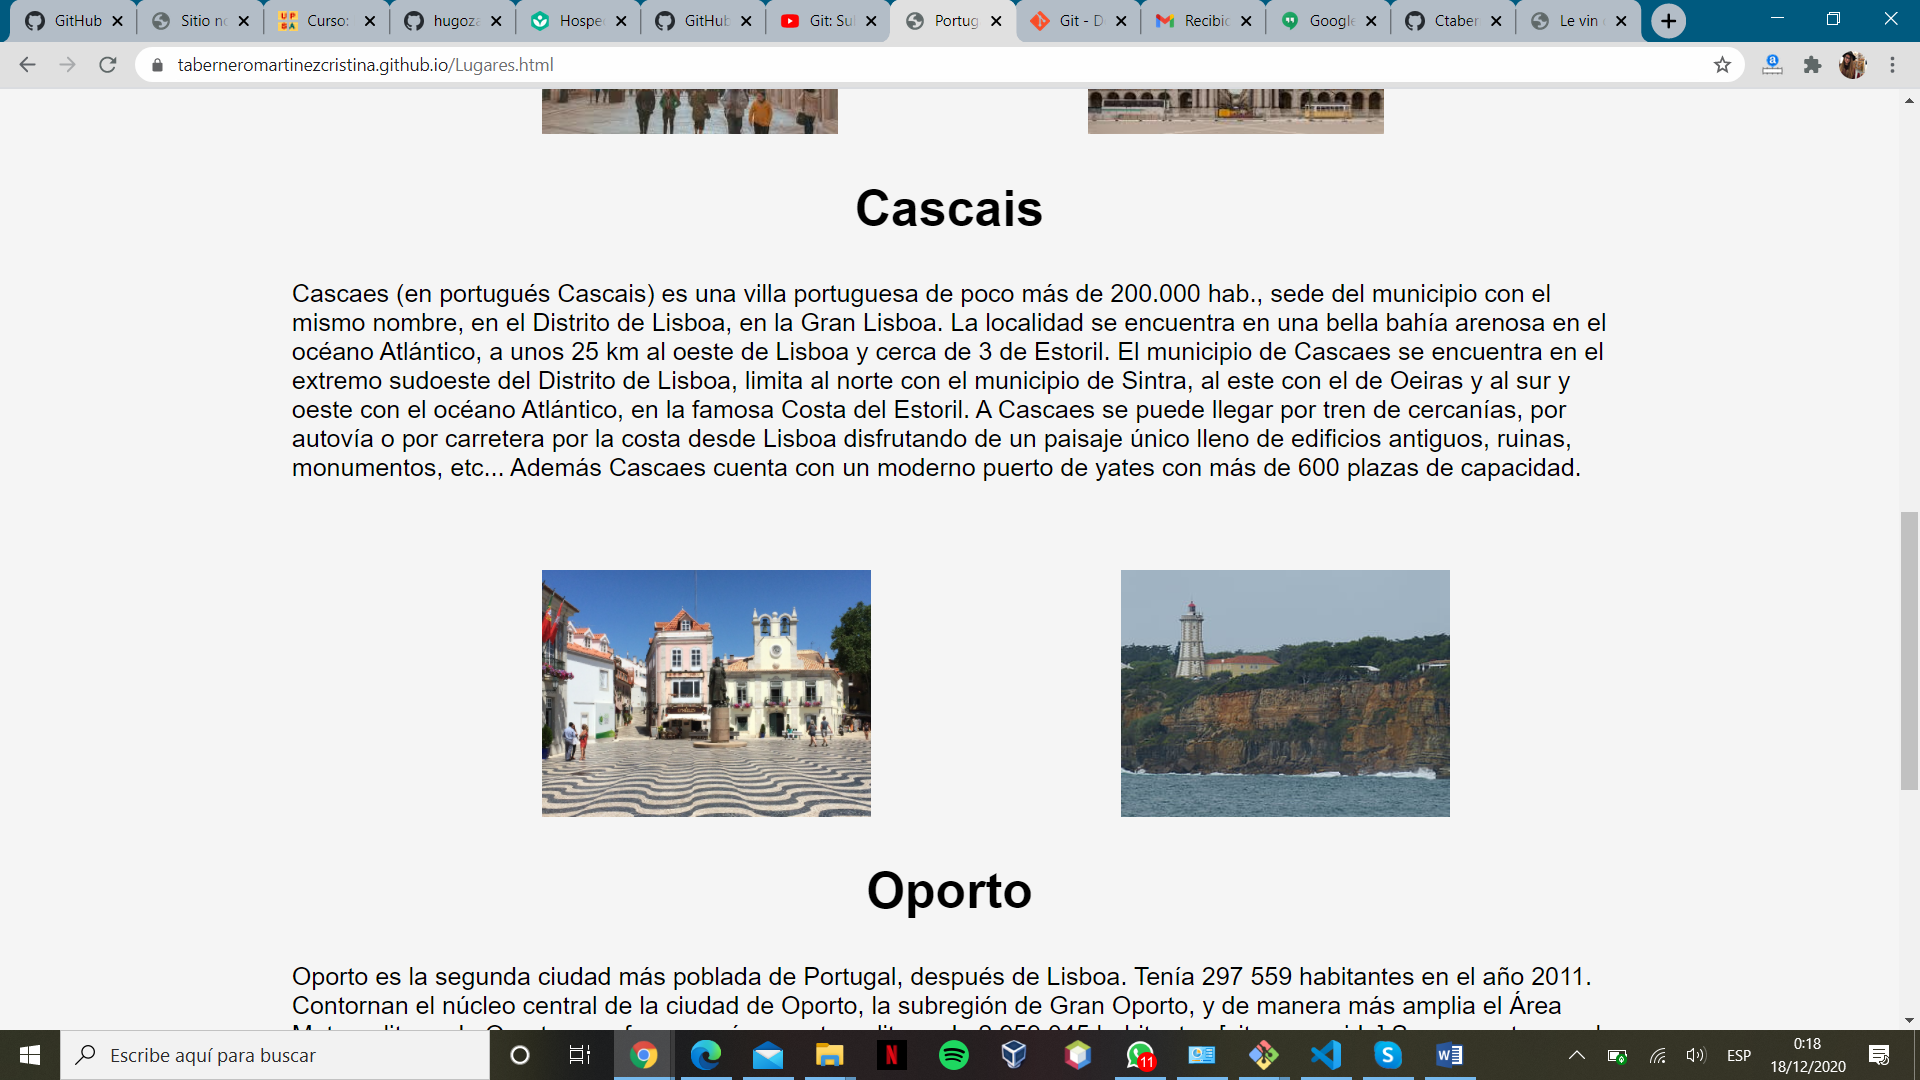 GitHub
Sitio no
Curso:
hugoza
Hosped
GitHub
Git: Sub
Portug
Git - D
Recibid
Google
Ctaber
Le vin
taberneromartinezcristina.github.io/Lugares.html
Cascais
Cascaes (en portugués Cascais) es una villa portuguesa de poco más de 200.000 hab., sede del municipio con el
mismo nombre, en el Distrito de Lisboa, en la Gran Lisboa. La localidad se encuentra en una bella bahía arenosa en el
océano Atlántico, a unos 25 km al oeste de Lisboa y cerca de 3 de Estoril. El municipio de Cascaes se encuentra en el
extremo sudoeste del Distrito de Lisboa, limita al norte con el municipio de Sintra, al este con el de Oeiras y al sur y
oeste con el océano Atlántico, en la famosa Costa del Estoril. A Cascaes se puede llegar por tren de cercanías, por
autovía o por carretera por la costa desde Lisboa disfrutando de un paisaje único lleno de edificios antiguos, ruinas,
monumentos, etc... Además Cascaes cuenta con un moderno puerto de yates con más de 600 plazas de capacidad.
Oporto
Oporto es la segunda ciudad más poblada de Portugal, después de Lisboa. Tenía 297 559 habitantes en el año 2011.
Contornan el núcleo central de la ciudad de Oporto, la subregión de Gran Oporto, y de manera más amplia el Área
Escribe aquí para buscar
11
ESP
0:18
18/12/2020